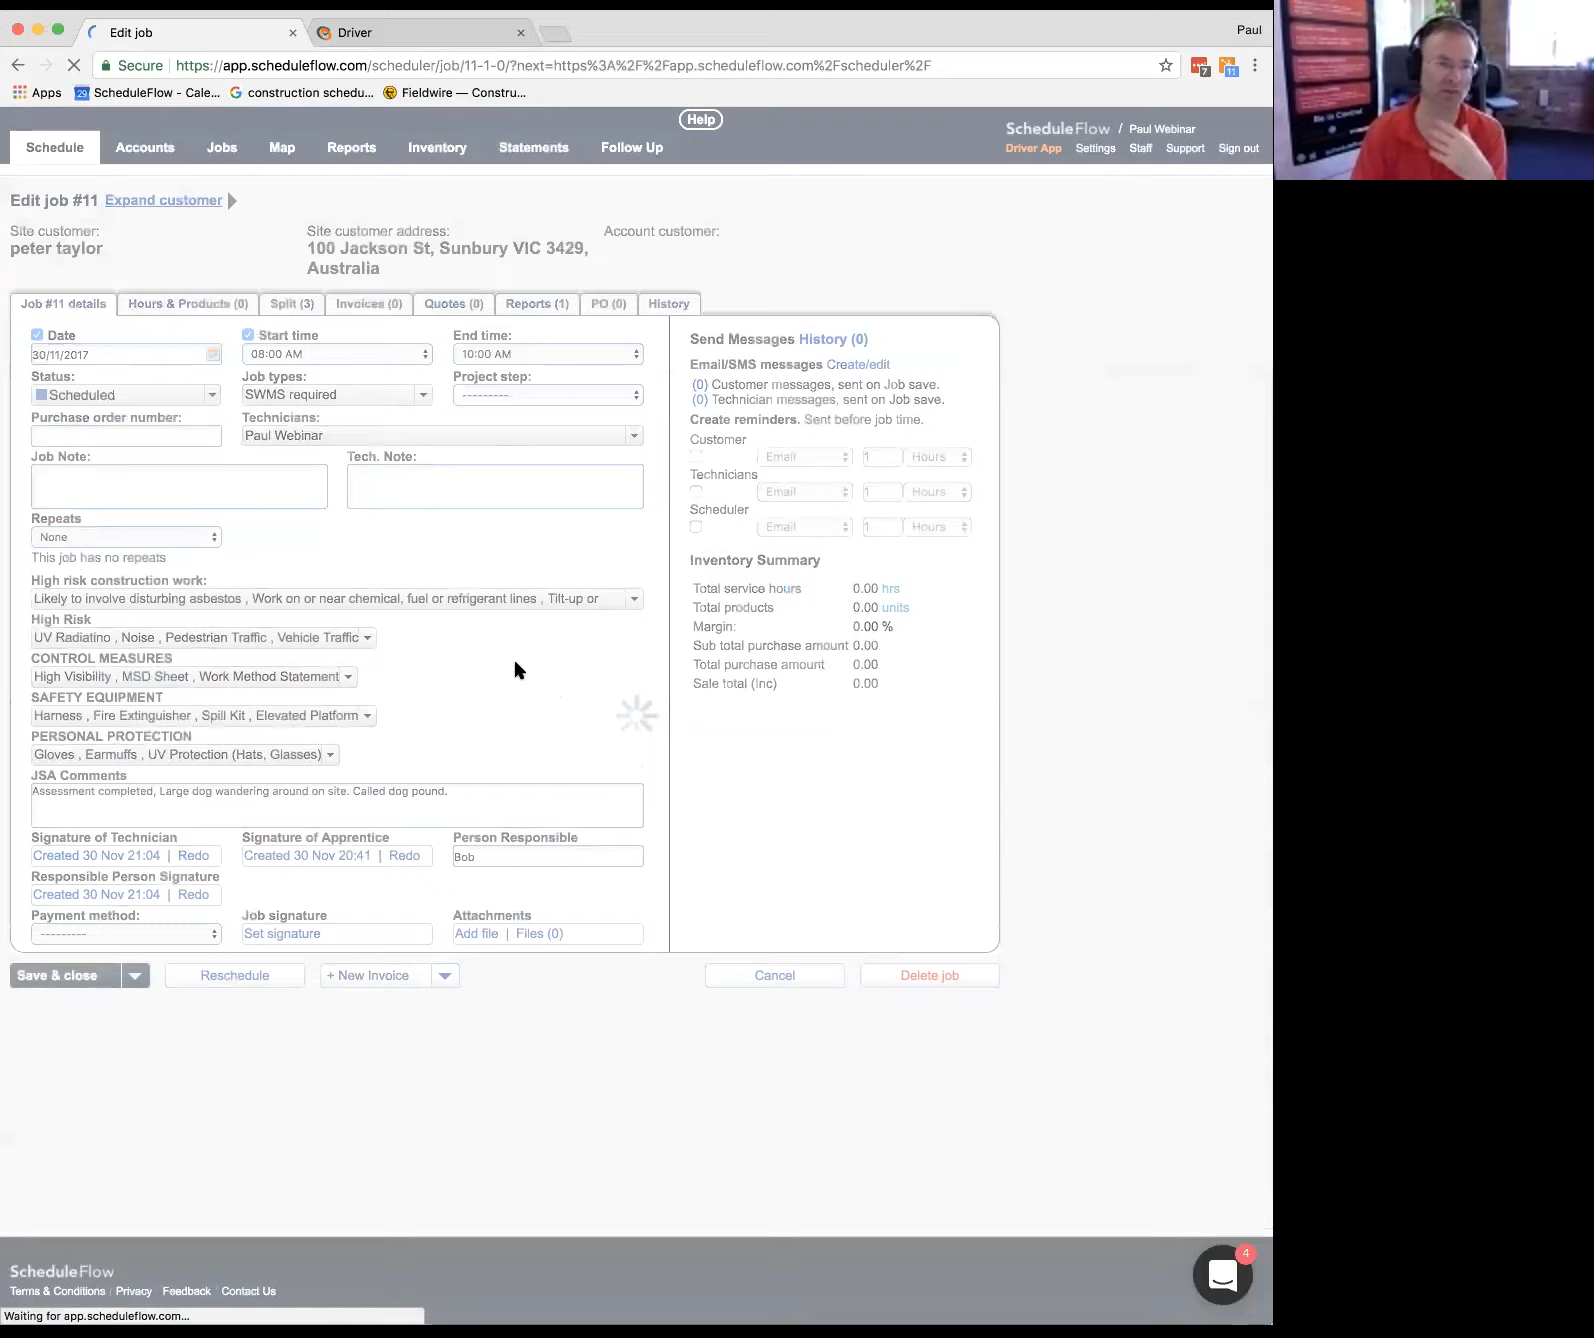 Edit job
Driver
Paul
Secure
https://app.scheduleflow.com/scheduler/job/11-1-0/?next=https%3A%2F%2Fapp.scheduleflow.com%2Fscheduler%2F
7
11
Apps
29 ScheduleFlow - Cale...
construction schedu...
Fieldwire — Constru...
Help
Schedule
Accounts
Jobs
Map
Reports
Inventory
Statements
Follow Up
ScheduleFlow / Paul Webinar
Driver App Settings Staff Support Sign out
Edit job #11 Expand customer
Site customer:
peter taylor
Site customer address:
100 Jackson St, Sunbury VIC 3429,
Australia
Account customer:
Job #11 details
Hours & Products (0)
Split (3)
Invoices (0)
Quotes (0)
Reports (1)
PO (0)
History
Date
30/11/2017
Start time
08:00 AM
End time:
10:00 AM
Status:
Scheduled
Job types:
SWMS required
Project step:
---------
Purchase order number:
Technicians:
Paul Webinar
Job Note:
Tech. Note:
Repeats
None
This job has no repeats
High risk construction work:
Likely to involve disturbing asbestos , Work on or near chemical, fuel or refrigerant lines , Tilt-up or
High Risk
UV Radiatino , Noise , Pedestrian Traffic , Vehicle Traffic
CONTROL MEASURES
High Visibility , MSD Sheet , Work Method Statement
SAFETY EQUIPMENT
Harness , Fire Extinguisher , Spill Kit , Elevated Platform
PERSONAL PROTECTION
Gloves , Earmuffs , UV Protection (Hats, Glasses)
JSA Comments
Assessment completed, Large dog wandering around on site. Called dog pound.
Signature of Technician
Created 30 Nov 21:04 | Redo
Signature of Apprentice
Created 30 Nov 20:41 | Redo
Person Responsible
Bob
Responsible Person Signature
Created 30 Nov 21:04 | Redo
Payment method:
---------
Job signature
Set signature
Attachments
Add file | Files (0)
Send Messages History (0)
Email/SMS messages Create/edit
(0) Customer messages, sent on Job save.
(0) Technician messages, sent on Job save.
Create reminders. Sent before job time.
Customer
Email 1 Hours
Technicians
Email 1 Hours
Scheduler
Email 1 Hours
Inventory Summary
Total service hours 0.00 hrs
Total products 0.00 units
Margin: 0.00 %
Sub total purchase amount 0.00
Total purchase amount 0.00
Sale total (Inc) 0.00
Save & close
Reschedule
+ New Invoice
Cancel
Delete job
ScheduleFlow
Terms & Conditions Privacy Feedback Contact Us
4
Waiting for app.scheduleflow.com...